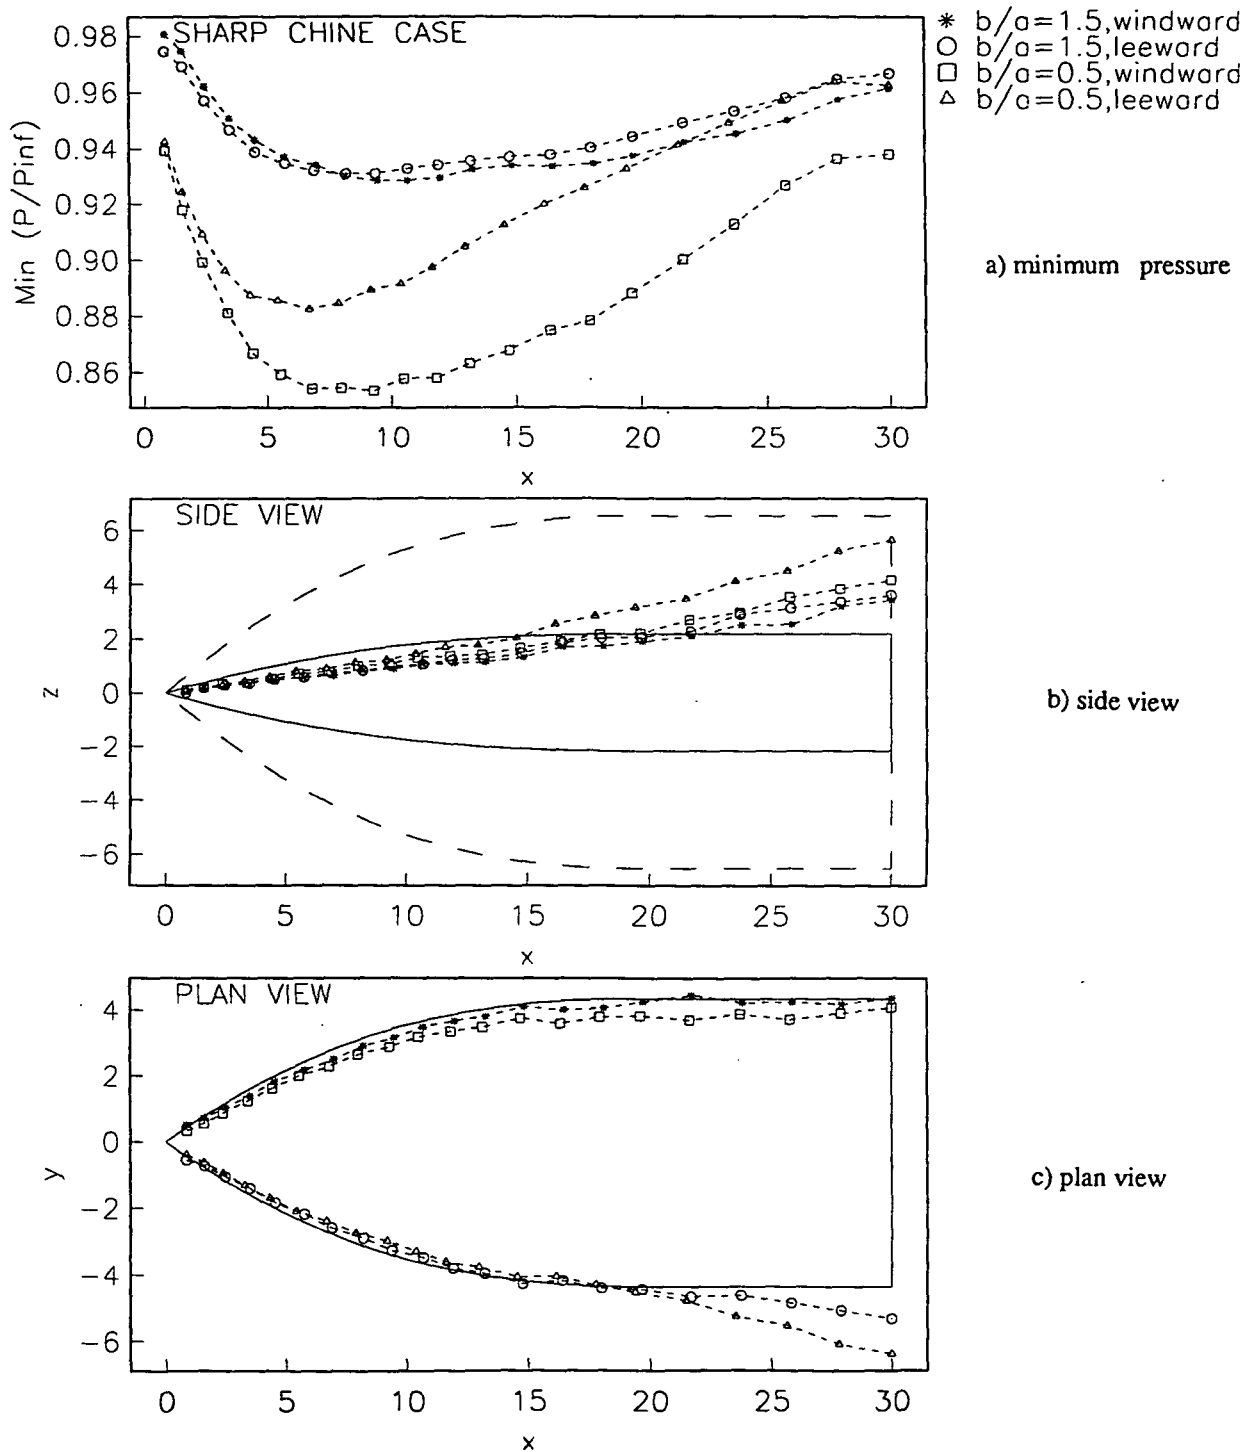 SHARP CHINE CASE
* b/a=1.5,windward
○ b/a=1.5,leeward
□ b/a=0.5,windward
△ b/a=0.5,leeward
Min (P/Pinf)
0.98
0.96
0.94
0.92
0.90
0.88
0.86
0 5 10 15 20 25 30
x
a) minimum pressure
SIDE VIEW
z
6
4
2
0
−2
−4
−6
0 5 10 15 20 25 30
x
b) side view
PLAN VIEW
y
4
2
0
−2
−4
−6
0 5 10 15 20 25 30
x
c) plan view